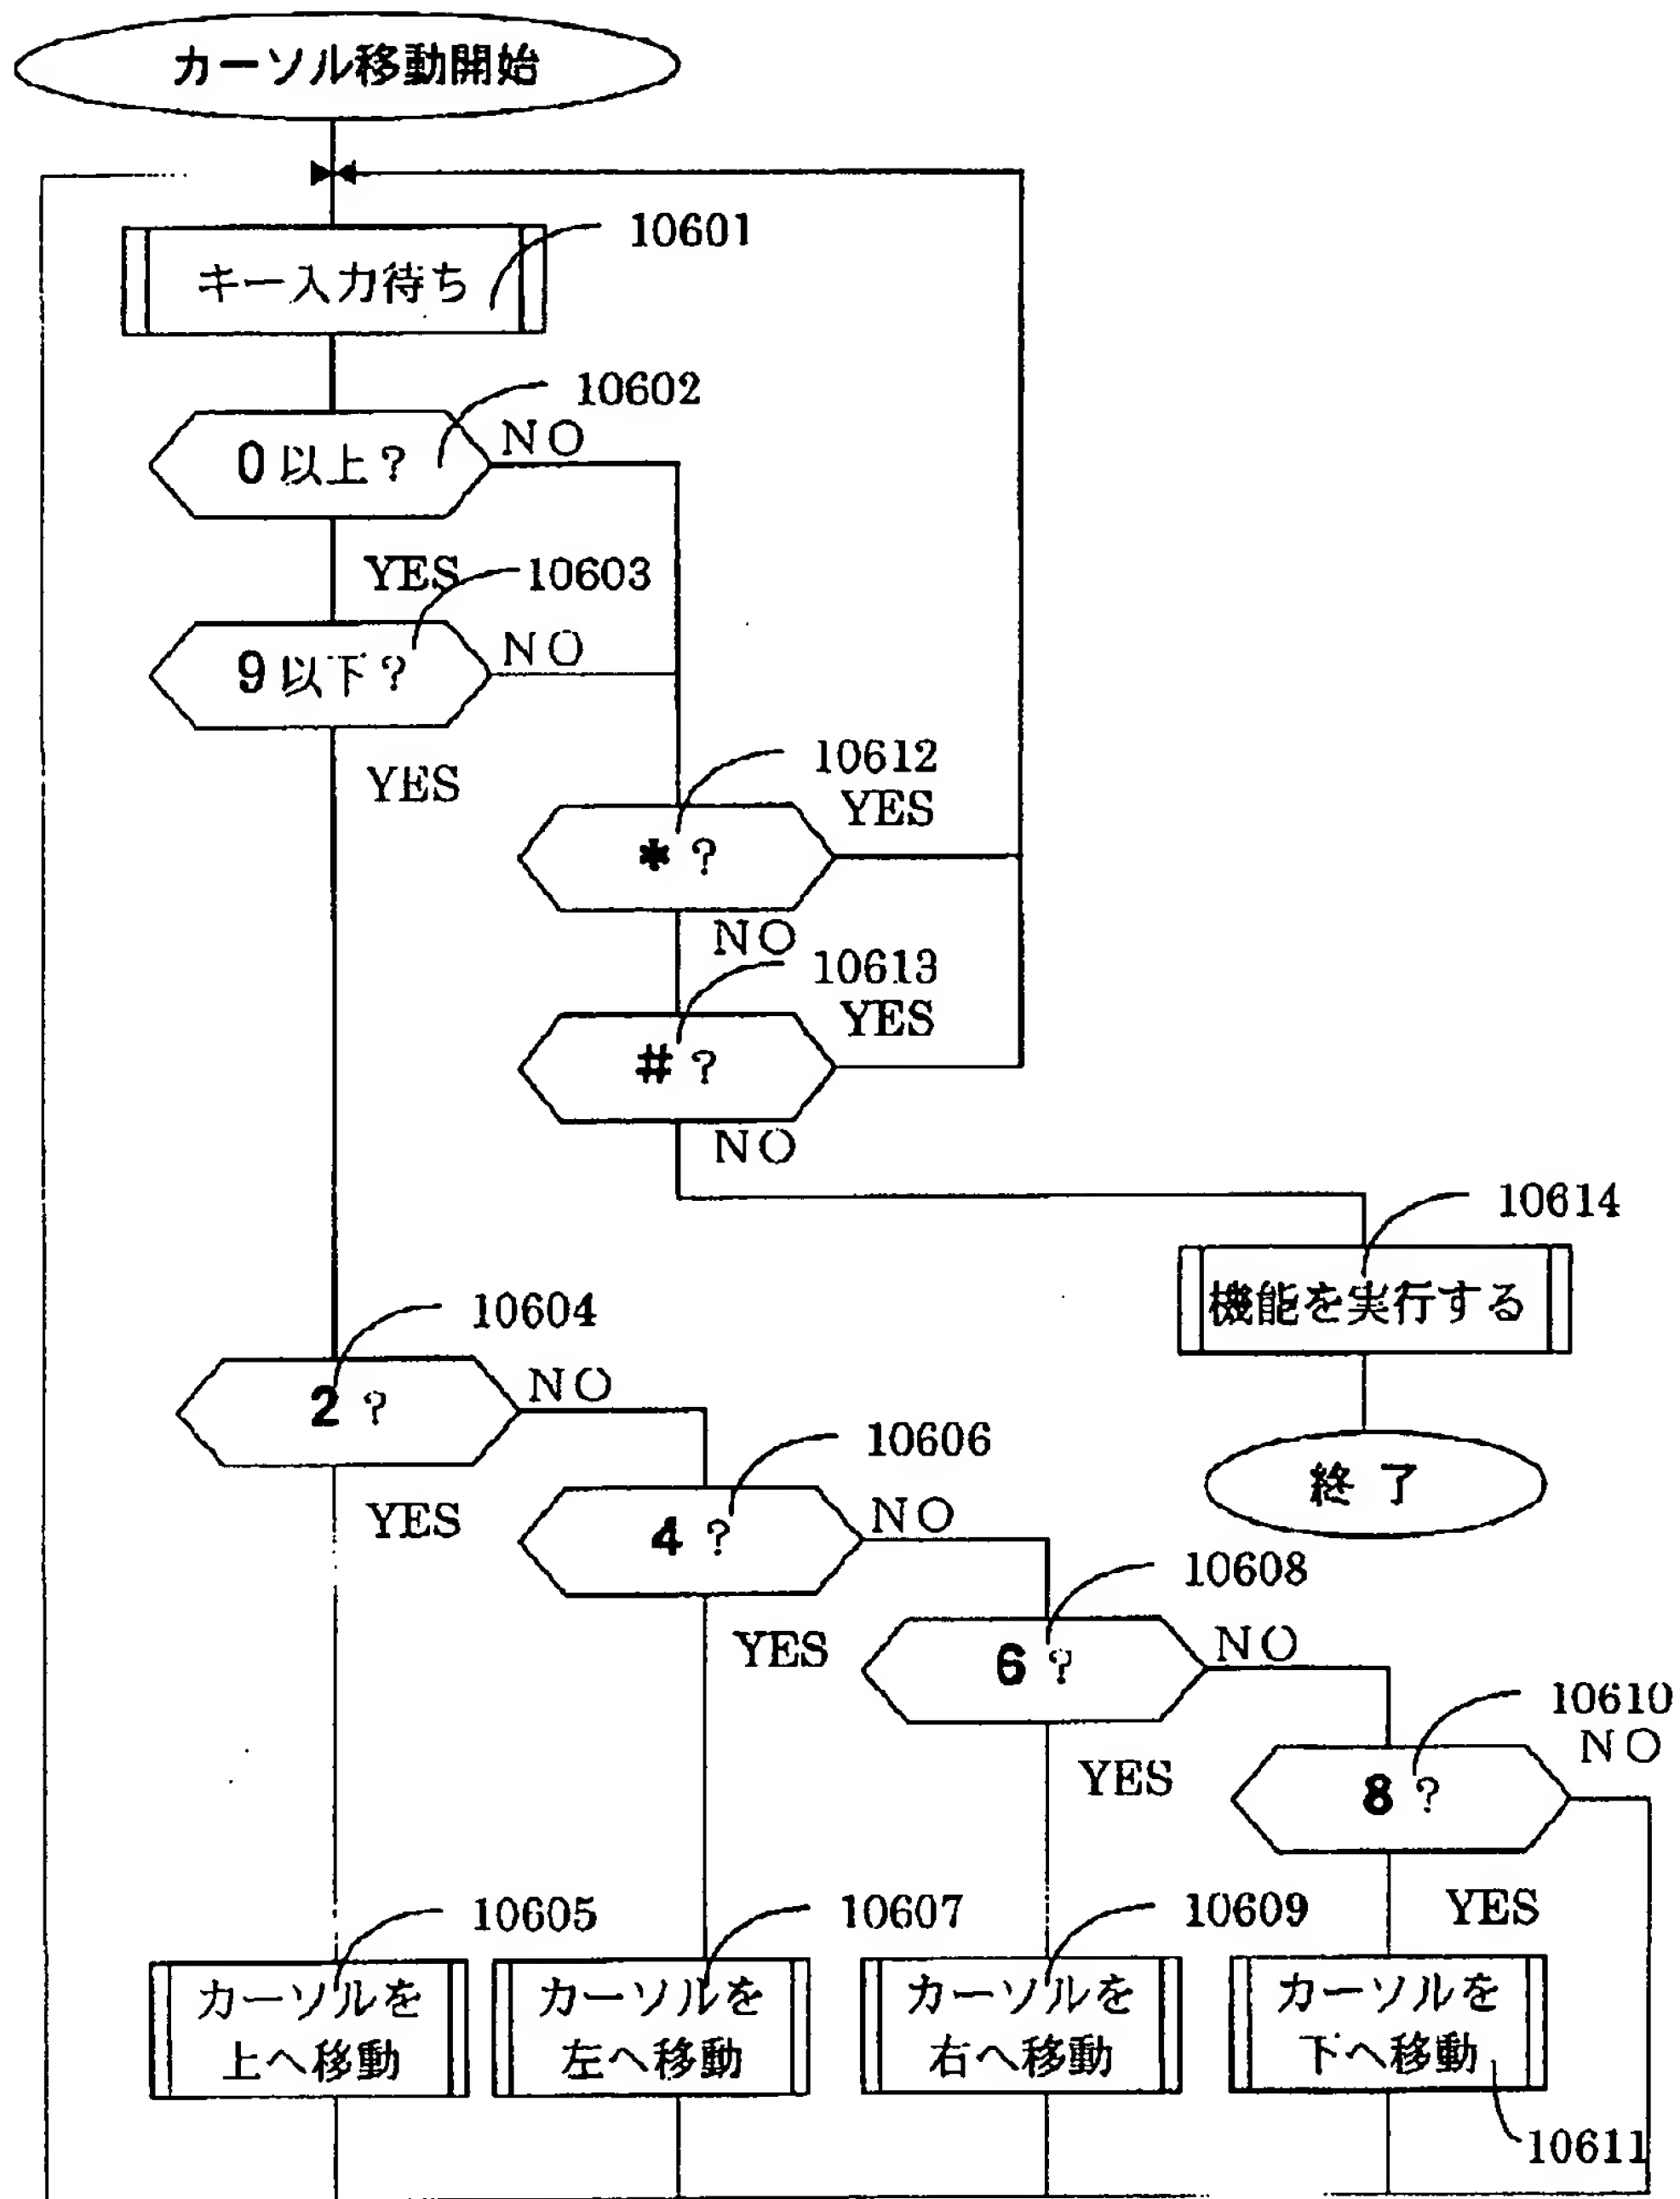 カーソル移動開始
10601
キー入力待ち
10602
0以上?
NO
YES
10603
9以下?
NO
YES
10612
*?
YES
NO
10613
#?
YES
NO
10614
機能を実行する
終了
10604
2?
NO
YES
10606
4?
NO
YES
10608
6?
NO
YES
10610
8?
NO
YES
10605
カーソルを
上へ移動
10607
カーソルを
左へ移動
10609
カーソルを
右へ移動
カーソルを
下へ移動
10611